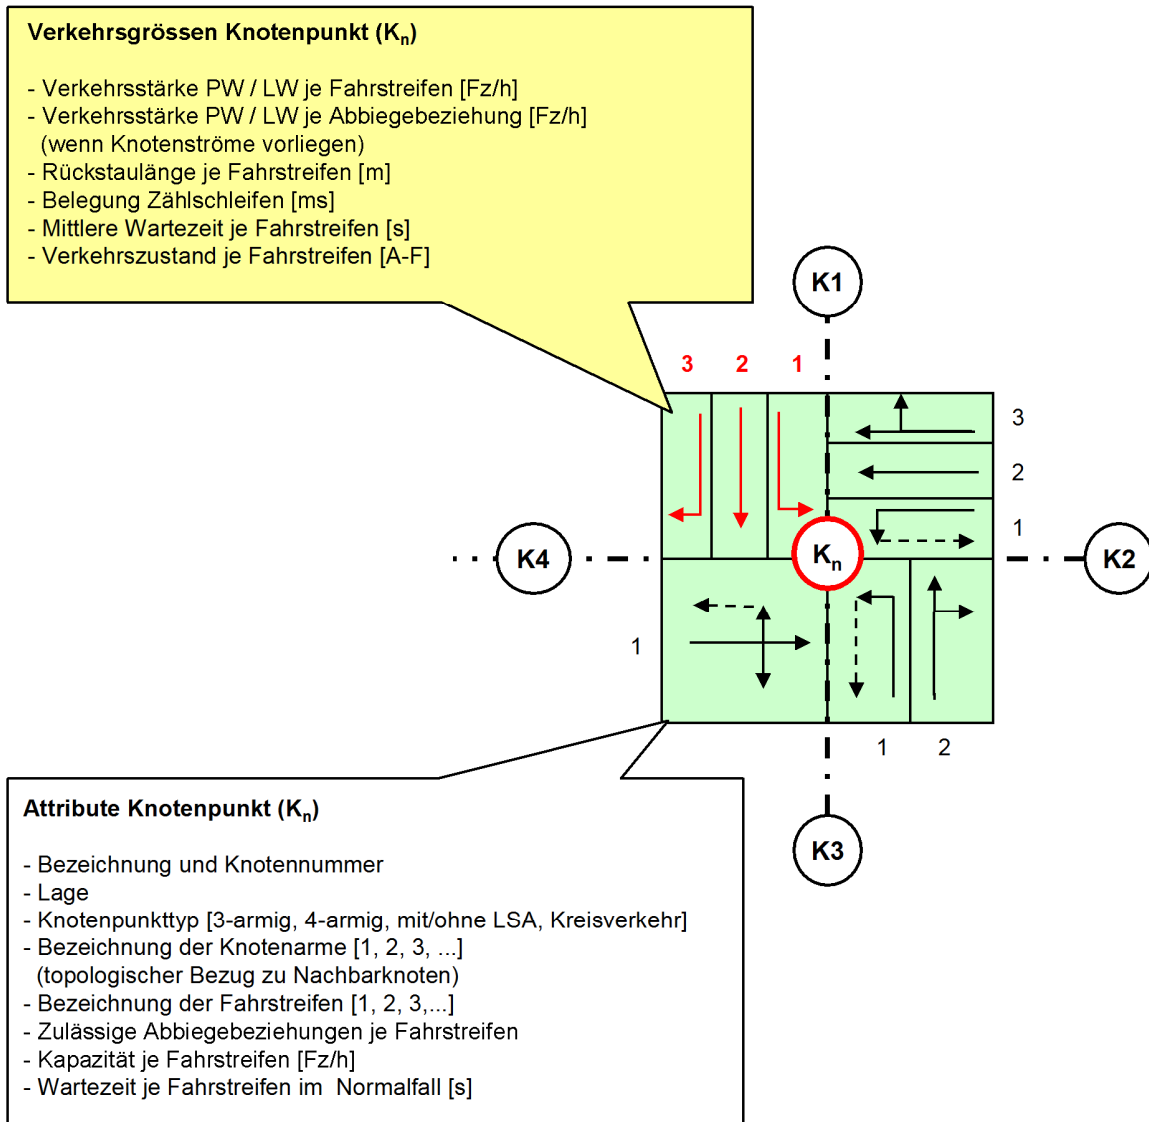 Verkehrsgrössen Knotenpunkt (Kn)
- Verkehrsstärke PW / LW je Fahrstreifen [Fz/h]
- Verkehrsstärke PW / LW je Abbiegebeziehung [Fz/h]
(wenn Knotenströme vorliegen)
- Rückstaulänge je Fahrstreifen [m]
- Belegung Zählschleifen [ms]
- Mittlere Wartezeit je Fahrstreifen [s]
- Verkehrszustand je Fahrstreifen [A-F]
K1
3 2 1
3
2
1
K4
Kn
K2
1
1 2
K3
Attribute Knotenpunkt (Kn)
- Bezeichnung und Knotennummer
- Lage
- Knotenpunkttyp [3-armig, 4-armig, mit/ohne LSA, Kreisverkehr]
- Bezeichnung der Knotenarme [1, 2, 3, ...]
(topologischer Bezug zu Nachbarknoten)
- Bezeichnung der Fahrstreifen [1, 2, 3,...]
- Zulässige Abbiegebeziehungen je Fahrstreifen
- Kapazität je Fahrstreifen [Fz/h]
- Wartezeit je Fahrstreifen im  Normalfall [s]